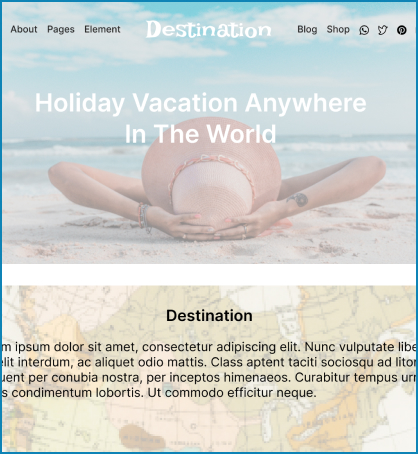 About Pages Element Destination Blog Shop
Holiday Vacation Anywhere
In The World
Destination
m ipsum dolor sit amet, consectetur adipiscing elit. Nunc vulputate libe
elit interdum, ac aliquet odio mattis. Class aptent taciti sociosqu ad litor
uent per conubia nostra, per inceptos himenaeos. Curabitur tempus urn
s condimentum lobortis. Ut commodo efficitur neque.